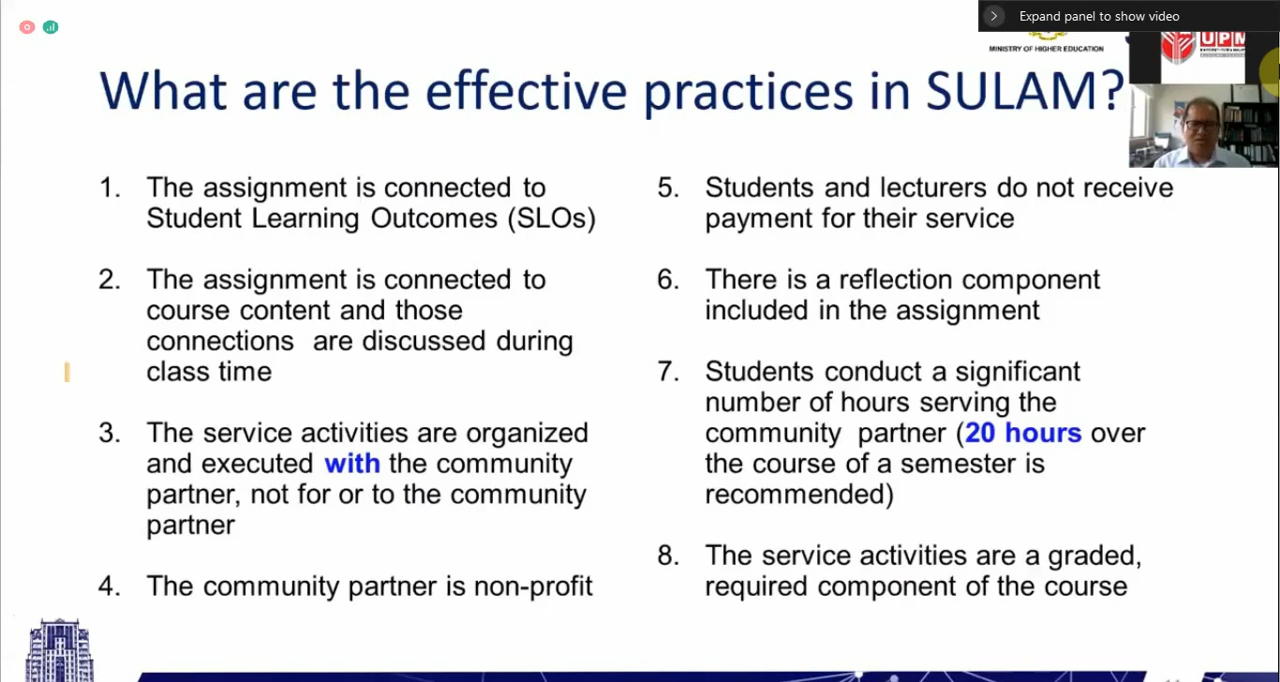 Expand panel to show video
MINISTRY OF HIGHER EDUCATION
UPM
What are the effective practices in SULAM?
1. The assignment is connected to
Student Learning Outcomes (SLOs)
2. The assignment is connected to
course content and those
connections are discussed during
class time
3. The service activities are organized
and executed with the community
partner, not for or to the community
partner
4. The community partner is non-profit
5. Students and lecturers do not receive
payment for their service
6. There is a reflection component
included in the assignment
7. Students conduct a significant
number of hours serving the
community partner (20 hours over
the course of a semester is
recommended)
8. The service activities are a graded,
required component of the course